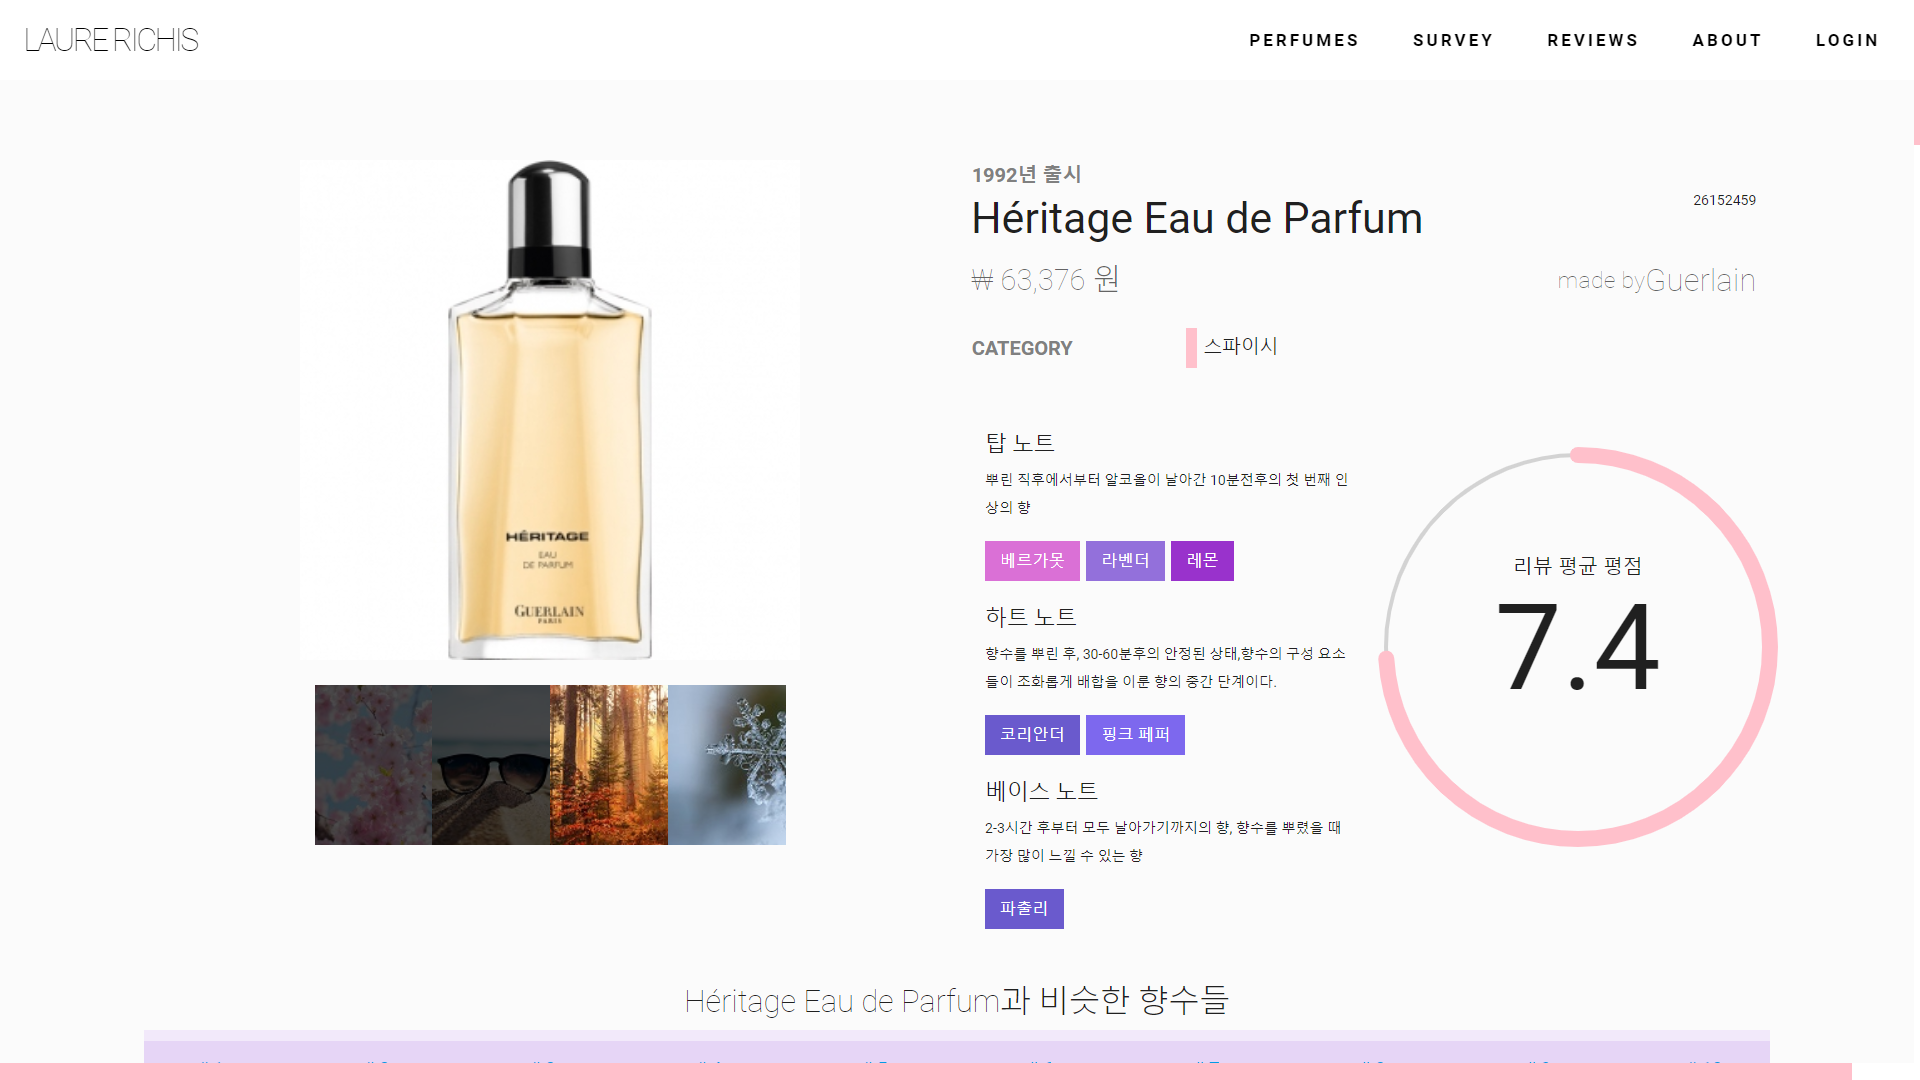 LAURE RICHIS
PERFUMES SURVEY REVIEWS ABOUT LOGIN
1992년 출시
Héritage Eau de Parfum
26152459
₩ 63,376 원
made byGuerlain
CATEGORY
스파이시
HÉRITAGE
EAU
DE PARFUM
GUERLAIN
PARIS
탑 노트
뿌린 직후에서부터 알코올이 날아간 10분전후의 첫 번째 인
상의 향
베르가못 라벤더 레몬
하트 노트
향수를 뿌린 후, 30-60분후의 안정된 상태,향수의 구성 요소
들이 조화롭게 배합을 이룬 향의 중간 단계이다.
코리안더 핑크 페퍼
베이스 노트
2-3시간 후부터 모두 날아가기까지의 향, 향수를 뿌렸을 때
가장 많이 느낄 수 있는 향
파출리
리뷰 평균 평점
7.4
Héritage Eau de Parfum과 비슷한 향수들